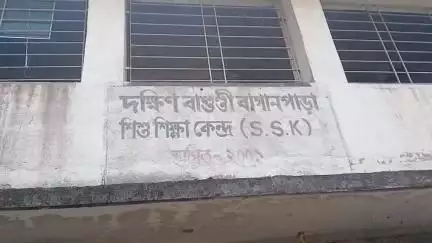 দক্ষিণ বাগুণ্ডী বাগানপাড়া
শিশু শিক্ষা কেন্দ্র (S.S.K)